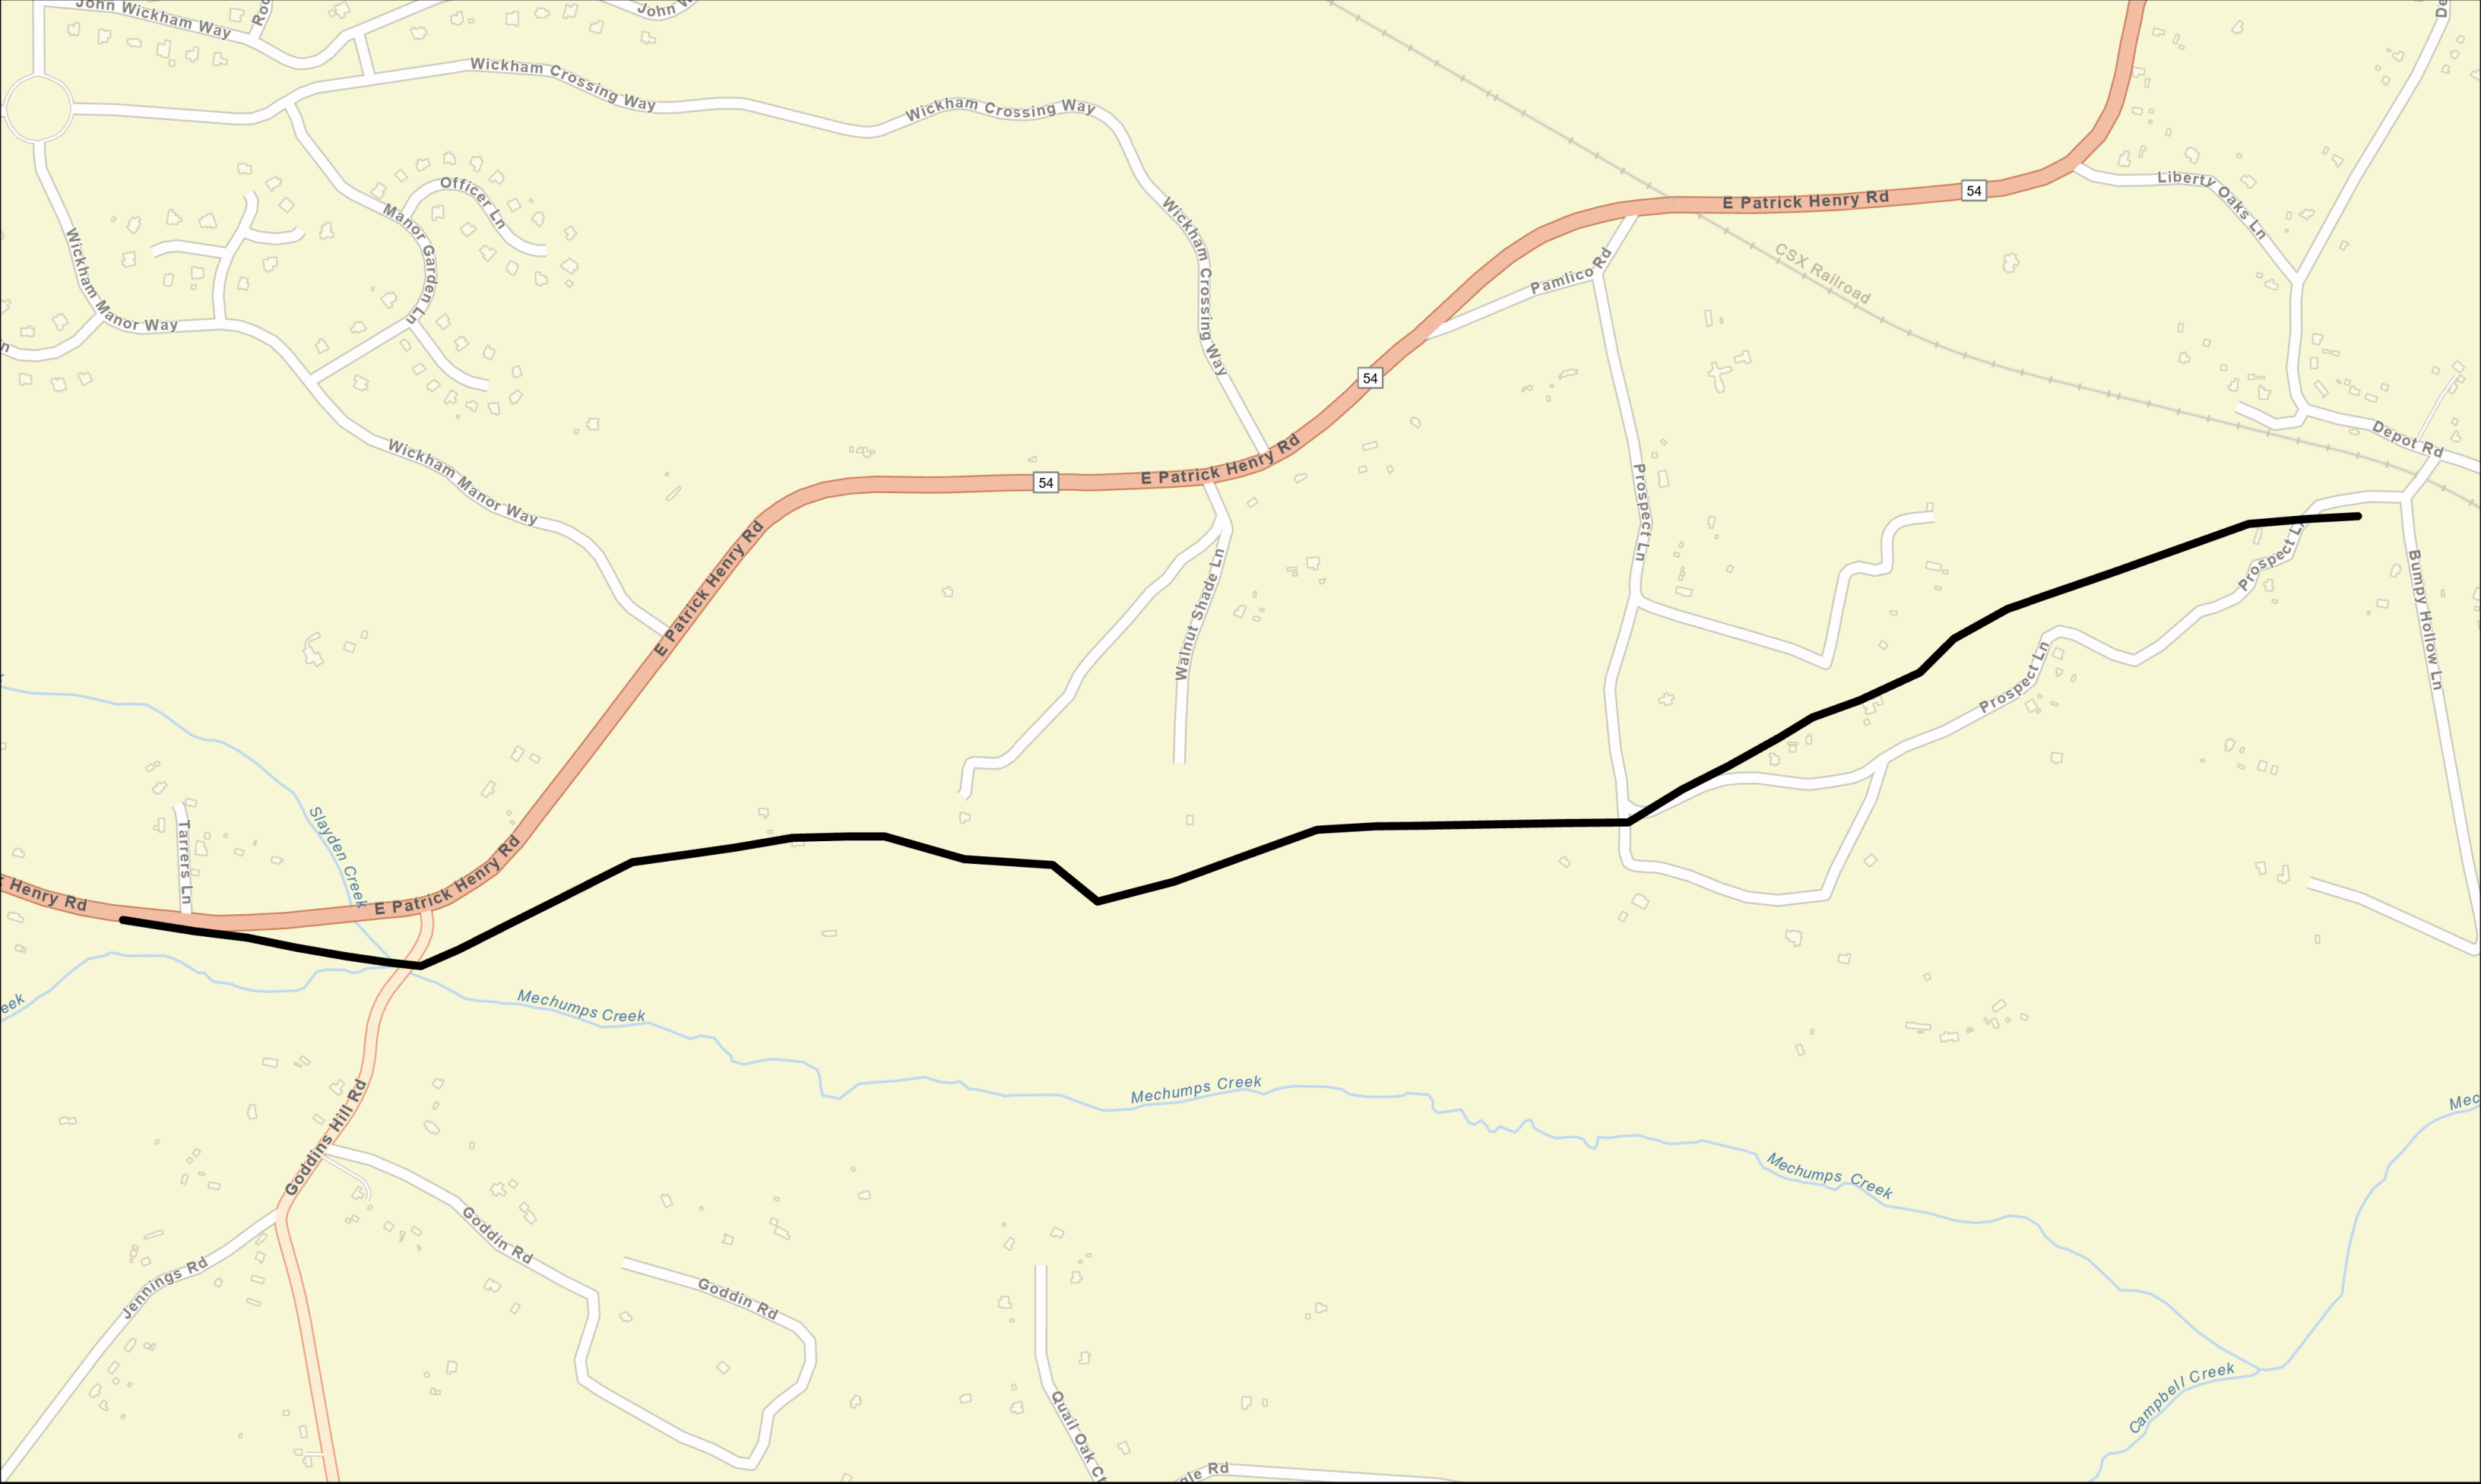 John Wickham Way
John
Wickham Crossing Way
Wickham Crossing Way
Officer Ln
Manor Garden Ln
Wickham Crossing Way
E Patrick Henry Rd
54
Liberty Oaks Ln
Wickham Manor Way
Pamlico Rd
CSX Railroad
54
Wickham Manor Way
Depot Rd
54
E Patrick Henry Rd
Prospect Ln
E Patrick Henry Rd
Walnut Shade Ln
Prospect Ln
Bumpy Hollow Ln
Prospect Ln
Slayden Creek
Tarrers Ln
Henry Rd
E Patrick Henry Rd
Mechumps Creek
Mechumps Creek
Goddins Hill Rd
Mechumps Creek
Goddin Rd
Jennings Rd
Goddin Rd
Campbell Creek
Quail Oak Ct
Rd